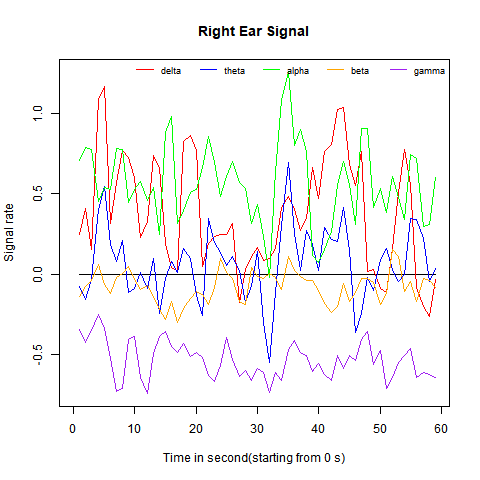 Right Ear Signal
delta theta alpha beta gamma
Signal rate
1.0
0.5
0.0
-0.5
0 10 20 30 40 50 60
Time in second(starting from 0 s)